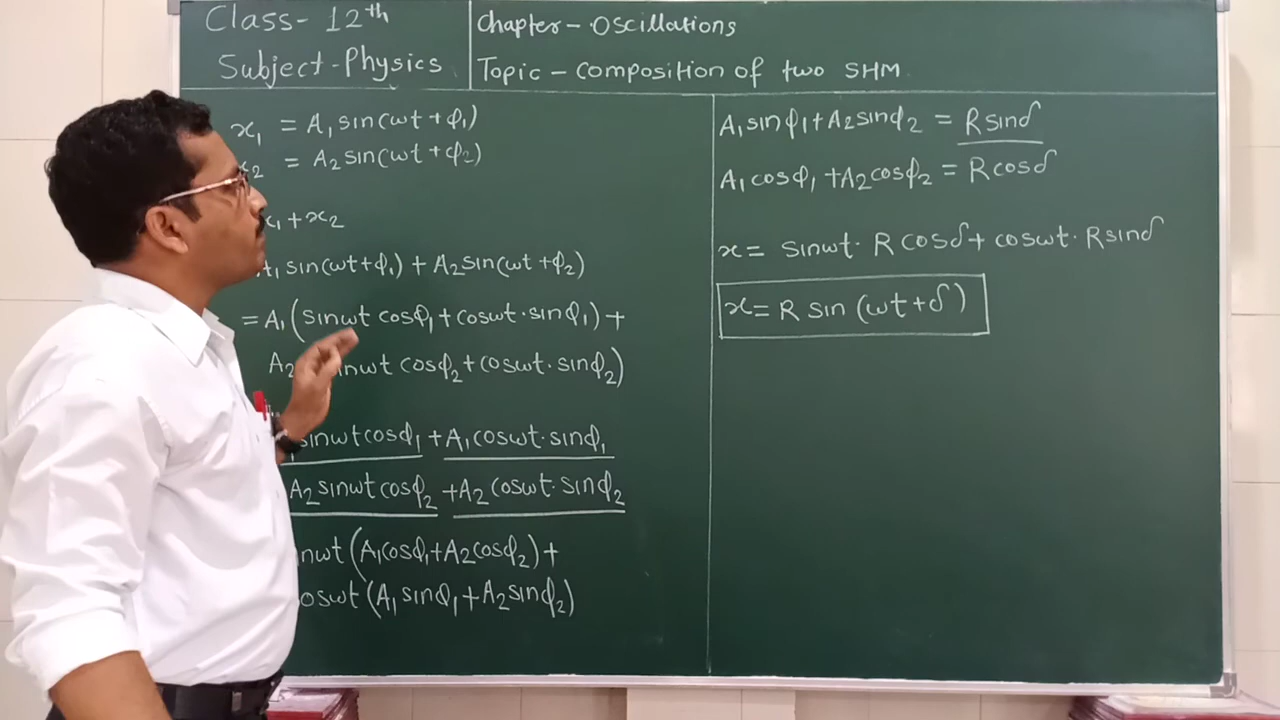 Class- 12th
Subject-Physics
Chapter- Oscillations
Topic - Composition of two SHM
x₁ = A₁ sin(ωt + φ₁)
₂ = A₂ sin(ωt + φ₂)
₁ + x₂
A₁ sin(ωt+φ₁) + A₂ sin(ωt +φ₂)
= A₁ (sinωt cosφ₁ + cosωt · sinφ₁) +
A₂ sinωt cosφ₂ + cosωt · sinφ₂)
sinωt cosφ₁ + A₁ cosωt · sinφ₁
A₂ sinωt cosφ₂ + A₂ cosωt · sinφ₂
nωt (A₁cosφ₁ + A₂cosφ₂) +
cosωt (A₁ sinφ₁ + A₂ sinφ₂)
A₁ sinφ₁ + A₂ sinφ₂ = R sinδ
A₁ cosφ₁ + A₂ cosφ₂ = R cosδ
x = sinωt · R cosδ + cosωt · R sinδ
x = R sin (ωt + δ)